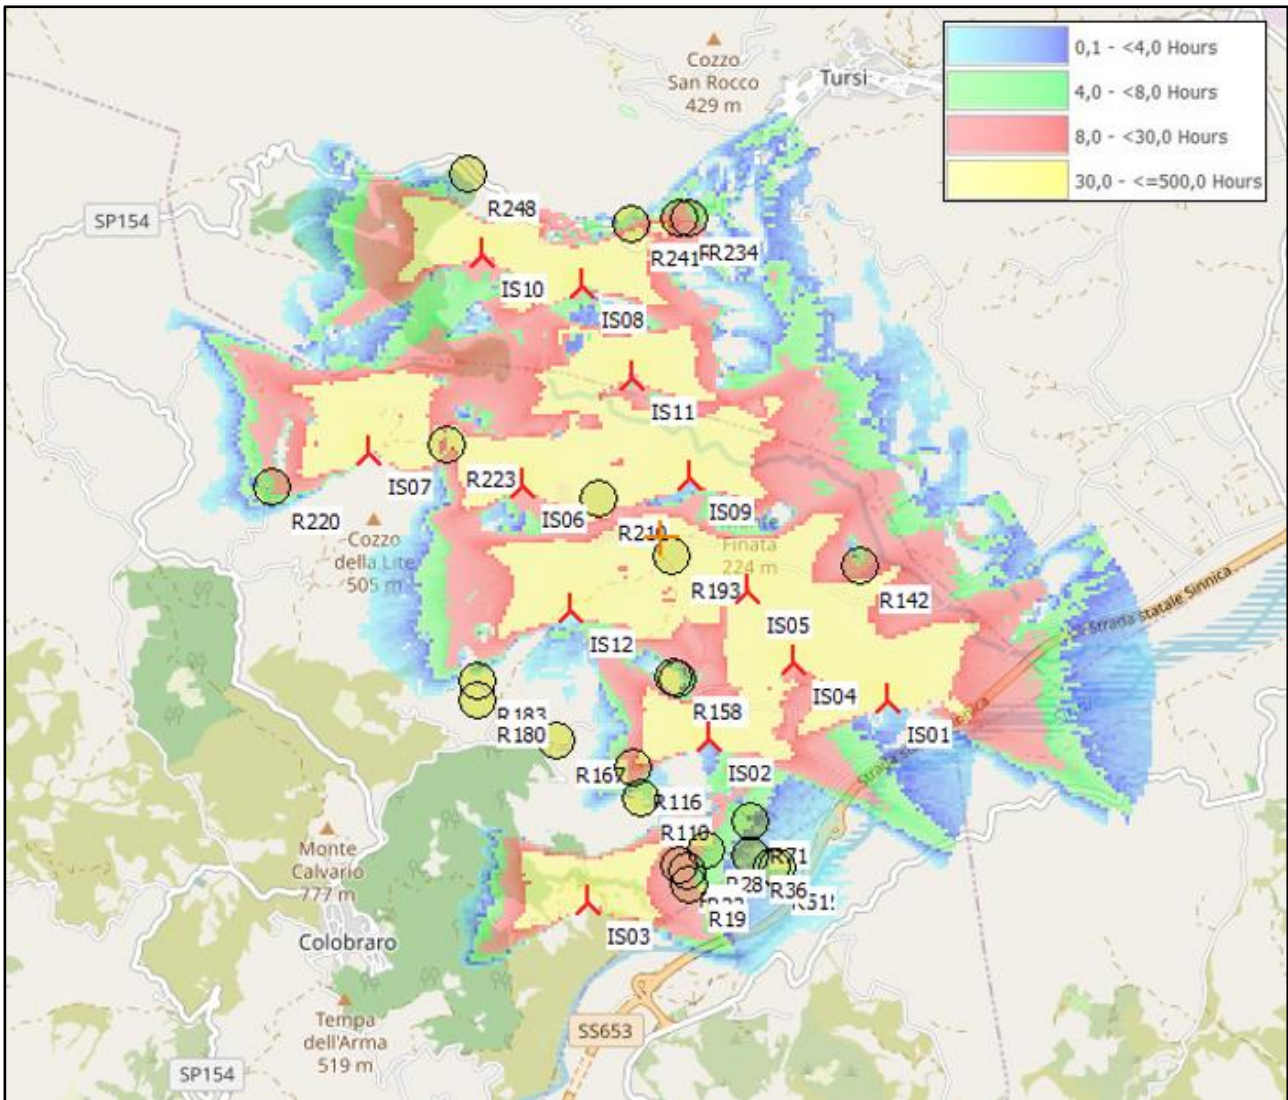 0,1 - <4,0 Hours
4,0 - <8,0 Hours
8,0 - <30,0 Hours
30,0 - <=500,0 Hours
Cozzo
San Rocco
429 m
Tursi
SP154
R248
R241
R234
IS10
IS08
IS11
IS07
R223
IS06
IS09
R220
Cozzo
della Lite
505 m
Finata
224 m
R193
R142
IS05
IS12
Strada statale Sinnica
IS04
R158
IS01
R183
R180
R167
IS02
R116
R110
R71
R28
R36
R19
IS03
Monte
Calvario
777 m
Colobraro
Tempa
dell'Arma
519 m
SS653
SP154